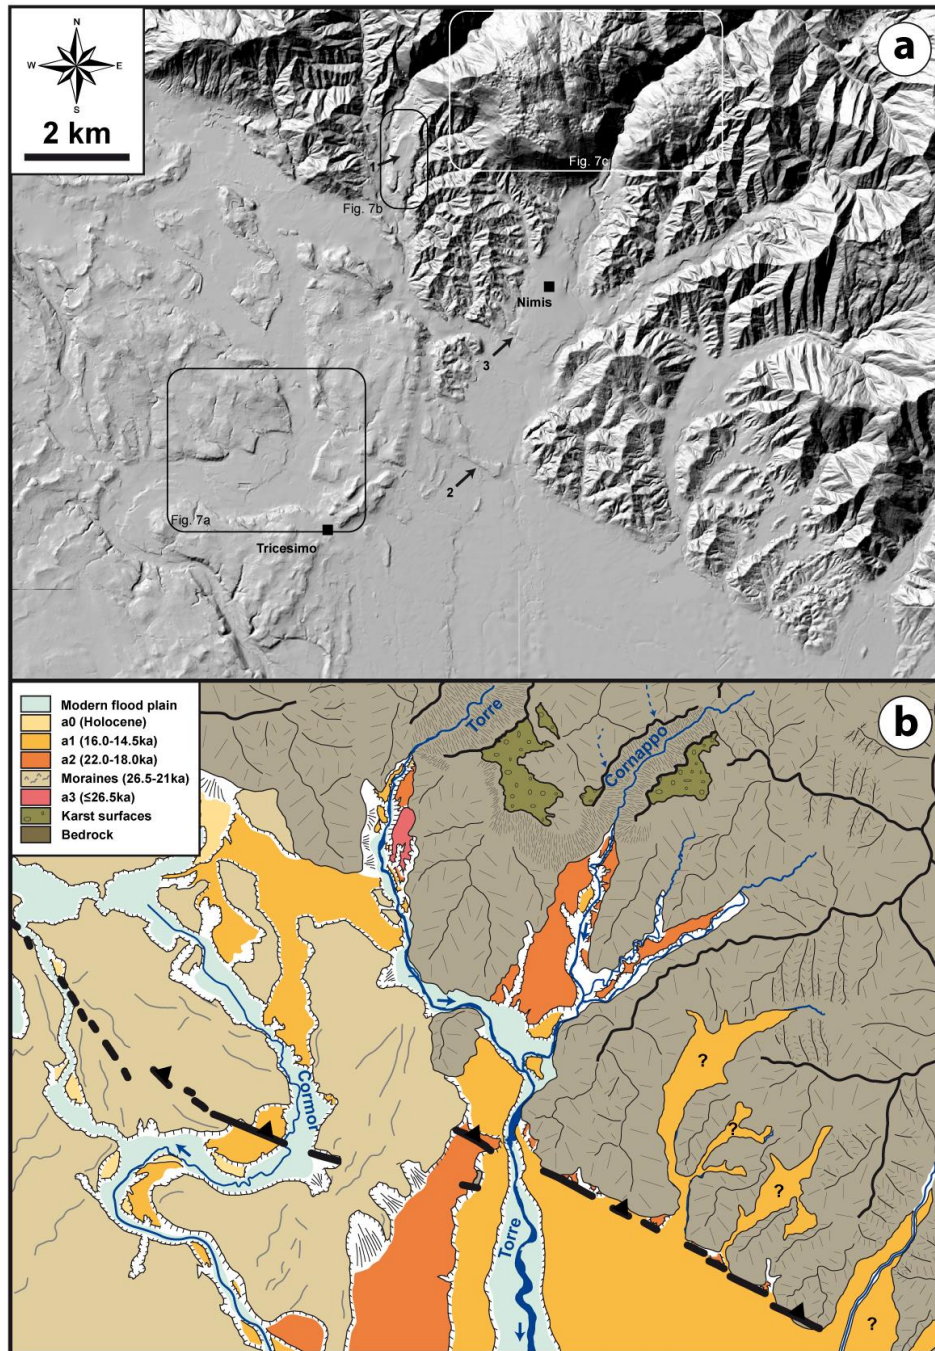 N
W
E
S
2 km
a
Fig. 7c
1
Fig. 7b
Nimis
3
2
Fig. 7a
Tricesimo
b
Modern flood plain
a0 (Holocene)
a1 (16.0-14.5ka)
a2 (22.0-18.0ka)
Moraines (26.5-21ka)
a3 (≤26.5ka)
Karst surfaces
Bedrock
Torre
Cornappo
?
Cormor
?
?
Torre
?